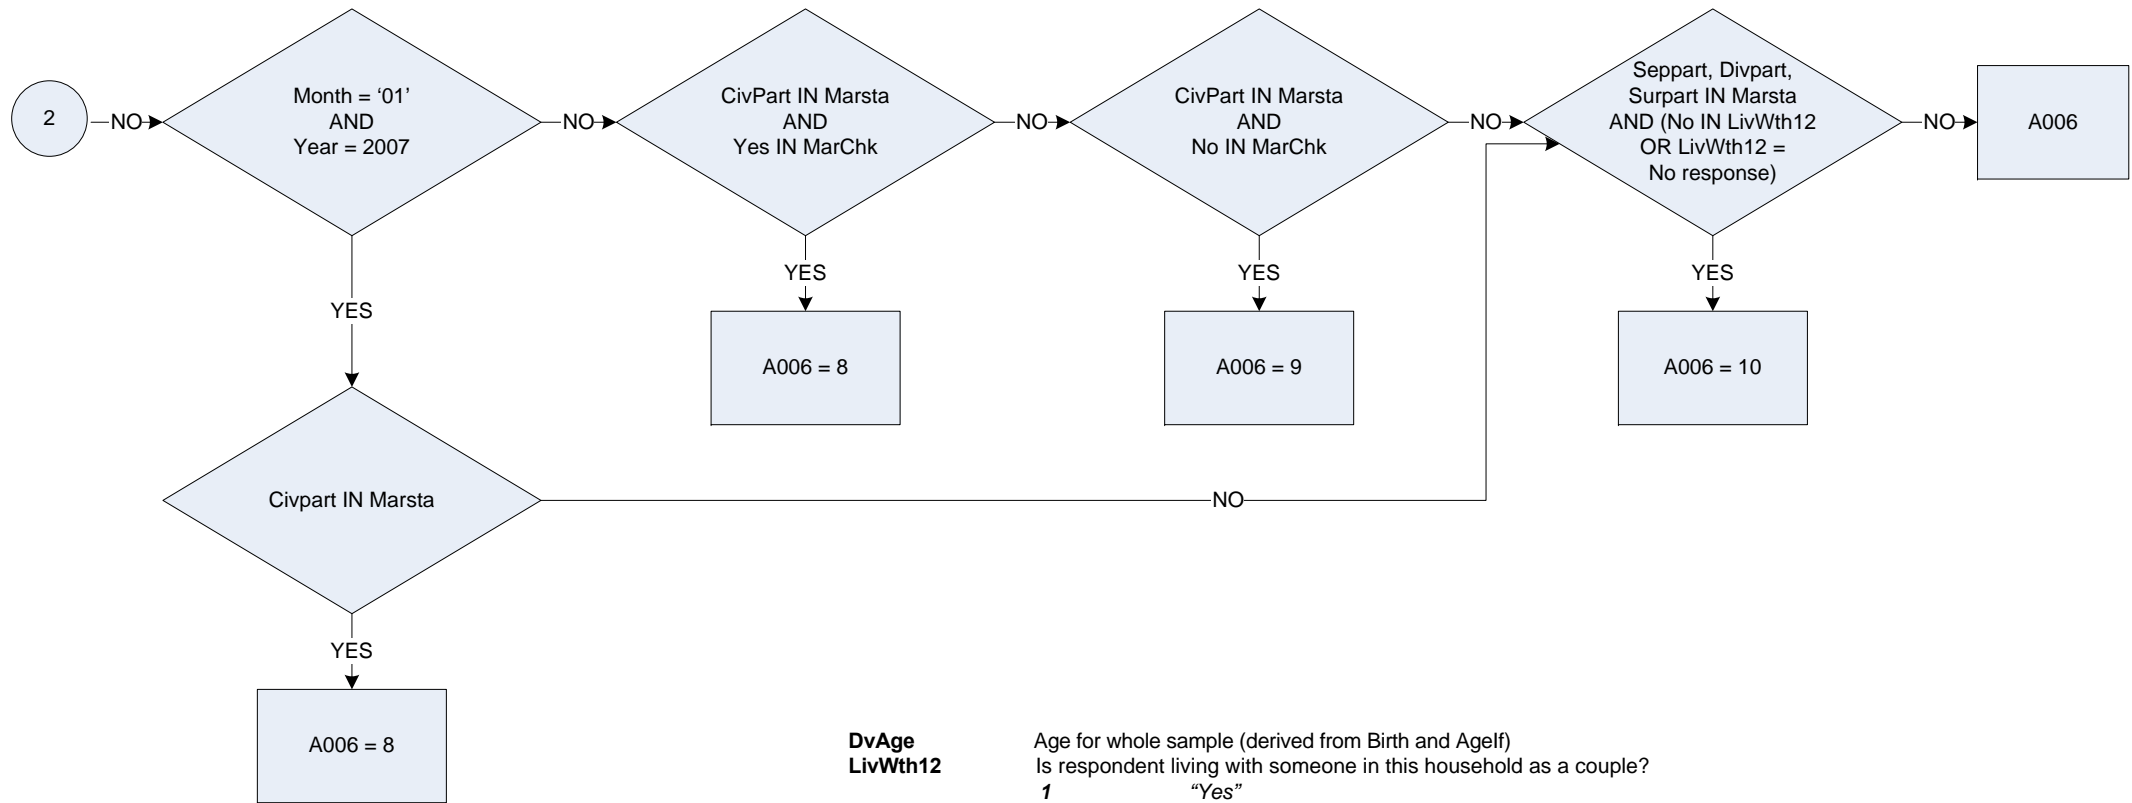 2
NO
Month = ‘01’
AND
Year = 2007
NO
CivPart IN Marsta
AND
Yes IN MarChk
NO
CivPart IN Marsta
AND
No IN MarChk
NO
Seppart, Divpart,
Surpart IN Marsta
AND (No IN LivWth12
OR LivWth12 =
No response)
NO
A006
YES
YES
YES
YES
A006 = 8
A006 = 9
A006 = 10
Civpart IN Marsta
NO
YES
A006 = 8
DvAge Age for whole sample (derived from Birth and AgeIf)
LivWth12 Is respondent living with someone in this household as a couple?
1 “Yes”